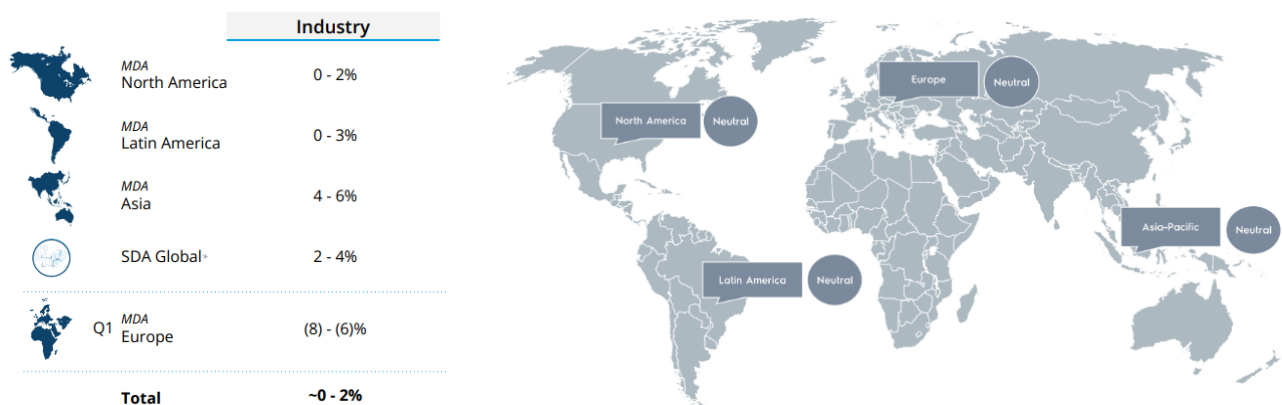 Industry
MDA
North America 0 - 2%
MDA
Latin America 0 - 3%
MDA
Asia 4 - 6%
SDA Global* 2 - 4%
Q1 MDA
Europe (8) - (6)%
Total ~0 - 2%
Europe Neutral
North America Neutral
Asia-Pacific Neutral
Latin America Neutral